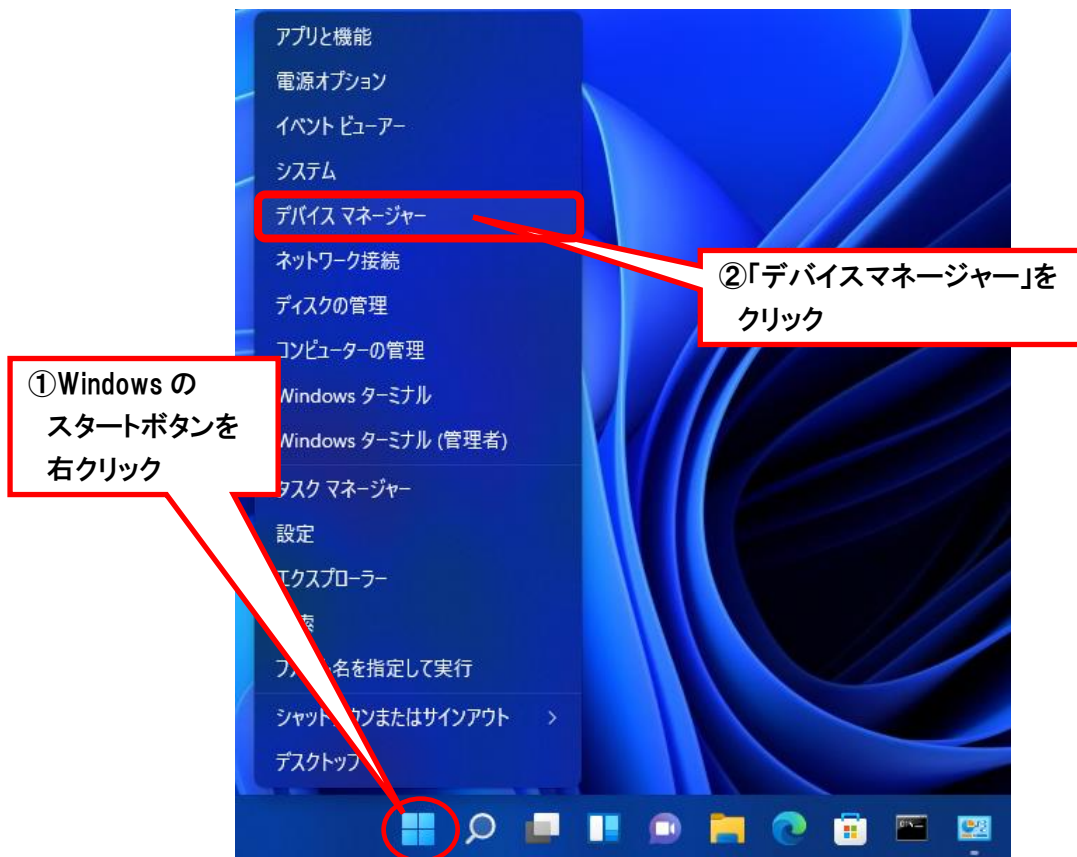 アプリと機能
電源オプション
イベント ビューアー
システム
デバイス マネージャー
ネットワーク接続
ディスクの管理
コンピューターの管理
Windows ターミナル
Windows ターミナル (管理者)
タスク マネージャー
設定
エクスプローラー
索
ファ 名を指定して実行
シャット ウンまたはサインアウト >
デスクトップ
①Windows の
スタートボタンを
右クリック
②「デバイスマネージャー」を
クリック